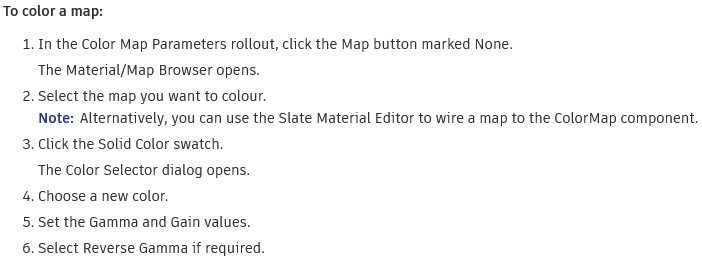 To color a map:
1. In the Color Map Parameters rollout, click the Map button marked None.
The Material/Map Browser opens.
2. Select the map you want to colour.
Note: Alternatively, you can use the Slate Material Editor to wire a map to the ColorMap component.
3. Click the Solid Color swatch.
The Color Selector dialog opens.
4. Choose a new color.
5. Set the Gamma and Gain values.
6. Select Reverse Gamma if required.